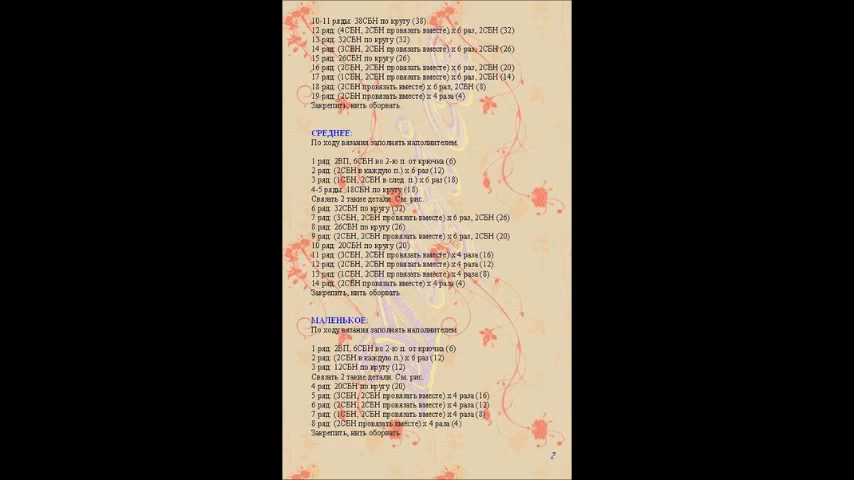 10-11 ряды: 38СБН по кругу (38)
12 ряд: (4СБН, 2СБН провязать вместе) х 6 раз, 2СБН (32)
13 ряд: 32СБН по кругу (32)
14 ряд: (3СБН, 2СБН провязать вместе) х 6 раз, 2СБН (26)
15 ряд: 26СБН по кругу (26)
16 ряд: (2СБН, 2СБН провязать вместе) х 6 раз, 2СБН (20)
17 ряд: (1СБН, 2СБН провязать вместе) х 6 раз, 2СБН (14)
18 ряд: (2СБН провязать вместе) х 6 раз, 2СБН (8)
19 ряд: (2СБН провязать вместе) х 4 раза (4)
Закрепить, нить оборвать.
СРЕДНЕЕ:
По ходу вязания заполнять наполнителем.
1 ряд: 2ВП, 6СБН во 2-ю п. от крючка (6)
2 ряд: (2СБН в каждую п.) х 6 раз (12)
3 ряд: (1СБН, 2СБН в след. п.) х 6 раз (18)
4-5 ряды: 18СБН по кругу (18)
Связать 2 такие детали. См. рис.
6 ряд: 32СБН по кругу (32)
7 ряд: (3СБН, 2СБН провязать вместе) х 6 раз, 2СБН (26)
8 ряд: 26СБН по кругу (26)
9 ряд: (2СБН, 2СБН провязать вместе) х 6 раз, 2СБН (20)
10 ряд: 20СБН по кругу (20)
11 ряд: (3СБН, 2СБН провязать вместе) х 4 раза (16)
12 ряд: (2СБН, 2СБН провязать вместе) х 4 раза (12)
13 ряд: (1СБН, 2СБН провязать вместе) х 4 раза (8)
14 ряд: (2СБН провязать вместе) х 4 раза (4)
Закрепить, нить оборвать.
МАЛЕНЬКОЕ:
По ходу вязания заполнять наполнителем.
1 ряд: 2ВП, 6СБН во 2-ю п. от крючка (6)
2 ряд: (2СБН в каждую п.) х 6 раз (12)
3 ряд: 12СБН по кругу (12)
Связать 2 такие детали. См. рис.
4 ряд: 20СБН по кругу (20)
5 ряд: (3СБН, 2СБН провязать вместе) х 4 раза (16)
6 ряд: (2СБН, 2СБН провязать вместе) х 4 раза (12)
7 ряд: (1СБН, 2СБН провязать вместе) х 4 раза (8)
8 ряд: (2СБН провязать вместе) х 4 раза (4)
Закрепить, нить оборвать.
2